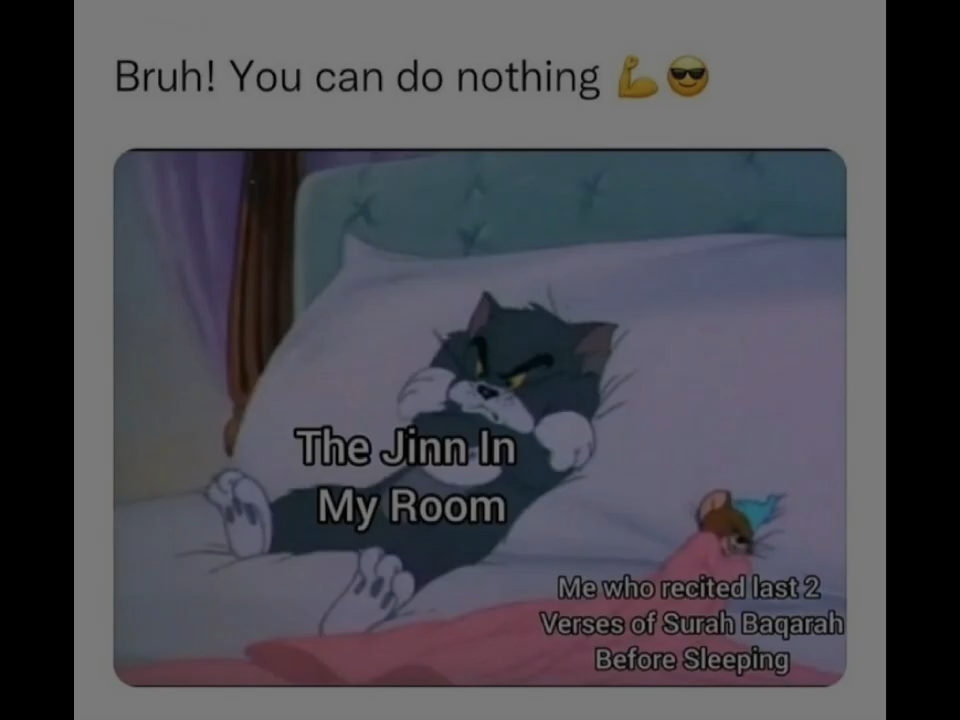 Bruh! You can do nothing 💪😎
The Jinn In
My Room
Me who recited last 2
Verses of Surah Baqarah
Before Sleeping